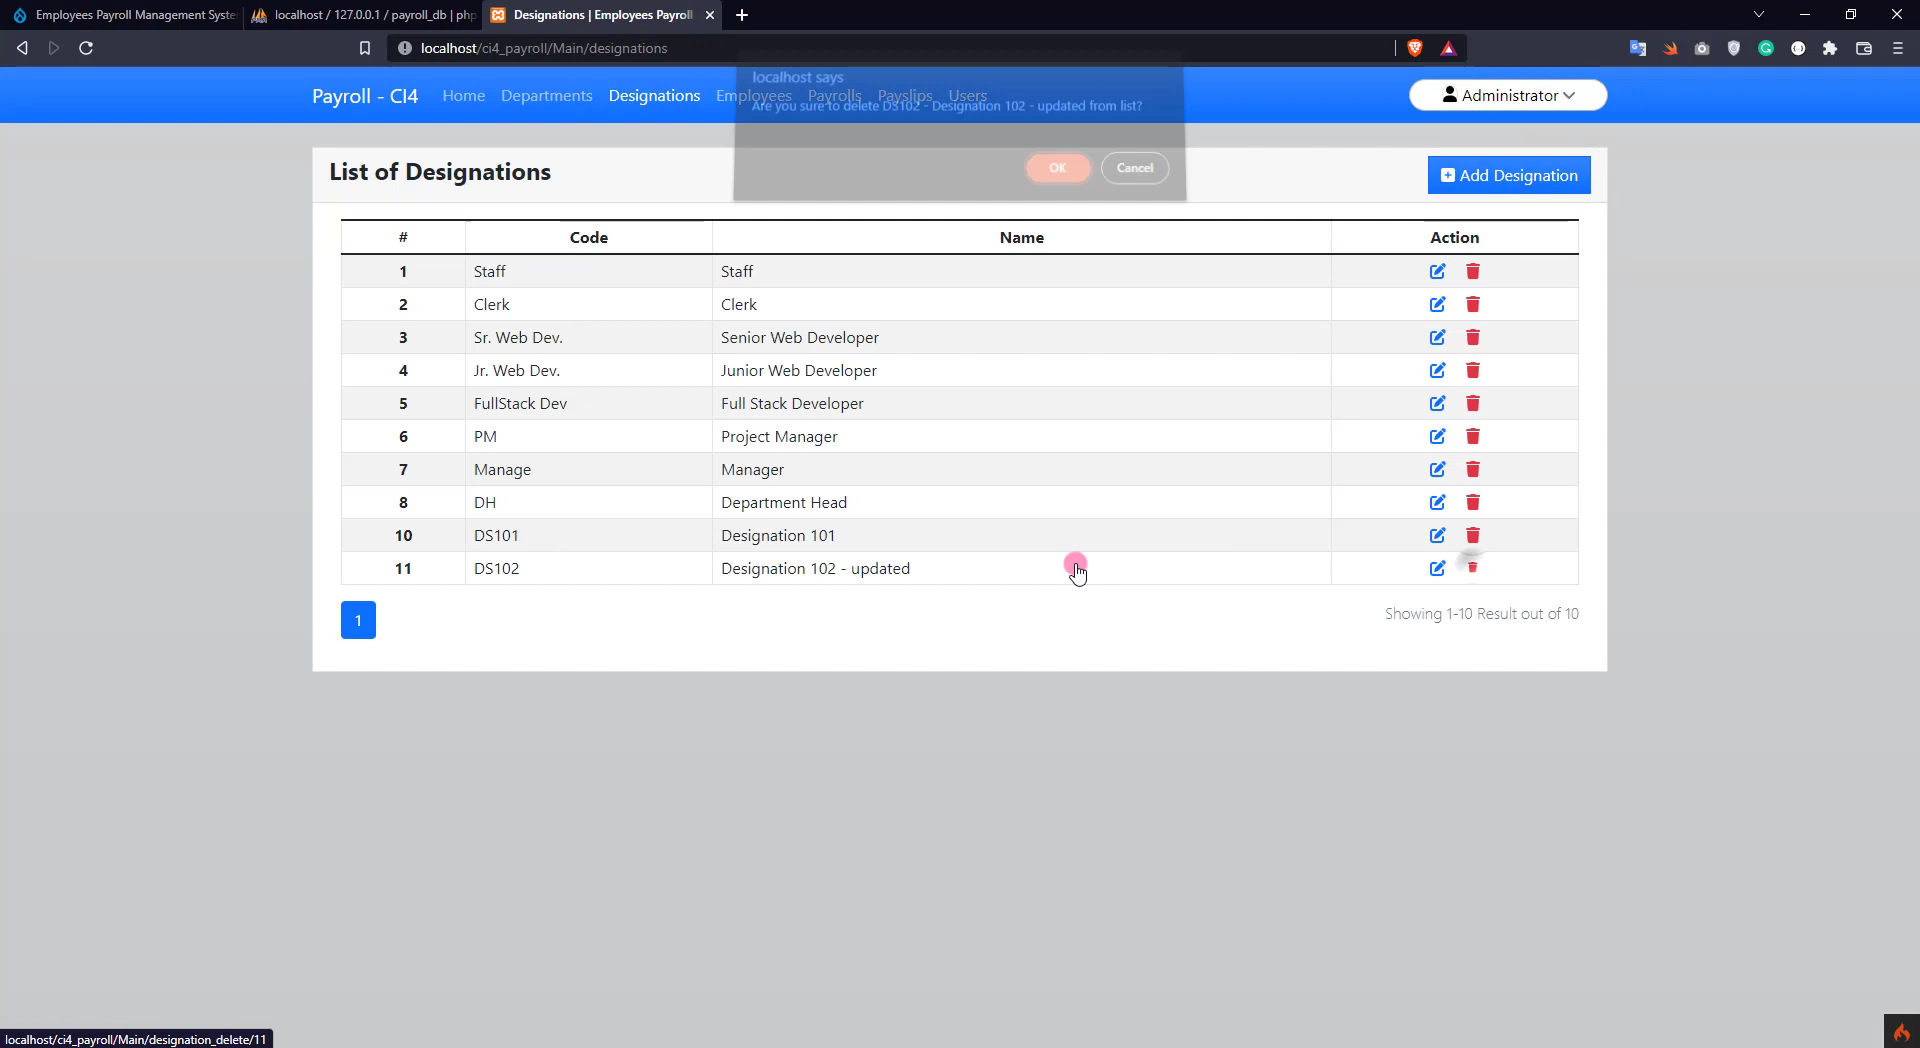 Employees Payroll Management Syste
localhost / 127.0.0.1 / payroll_db | php
Designations | Employees Payroll
localhost/ci4_payroll/Main/designations
localhost says
Are you sure to delete DS102 - Designation 102 - updated from list?
OK
Cancel
Payroll - CI4
Home
Departments
Designations
Employees
Payrolls
Payslips
Users
Administrator
List of Designations
Add Designation
# Code Name Action
1 Staff Staff
2 Clerk Clerk
3 Sr. Web Dev. Senior Web Developer
4 Jr. Web Dev. Junior Web Developer
5 FullStack Dev Full Stack Developer
6 PM Project Manager
7 Manage Manager
8 DH Department Head
10 DS101 Designation 101
11 DS102 Designation 102 - updated
1
Showing 1-10 Result out of 10
localhost/ci4_payroll/Main/designation_delete/11